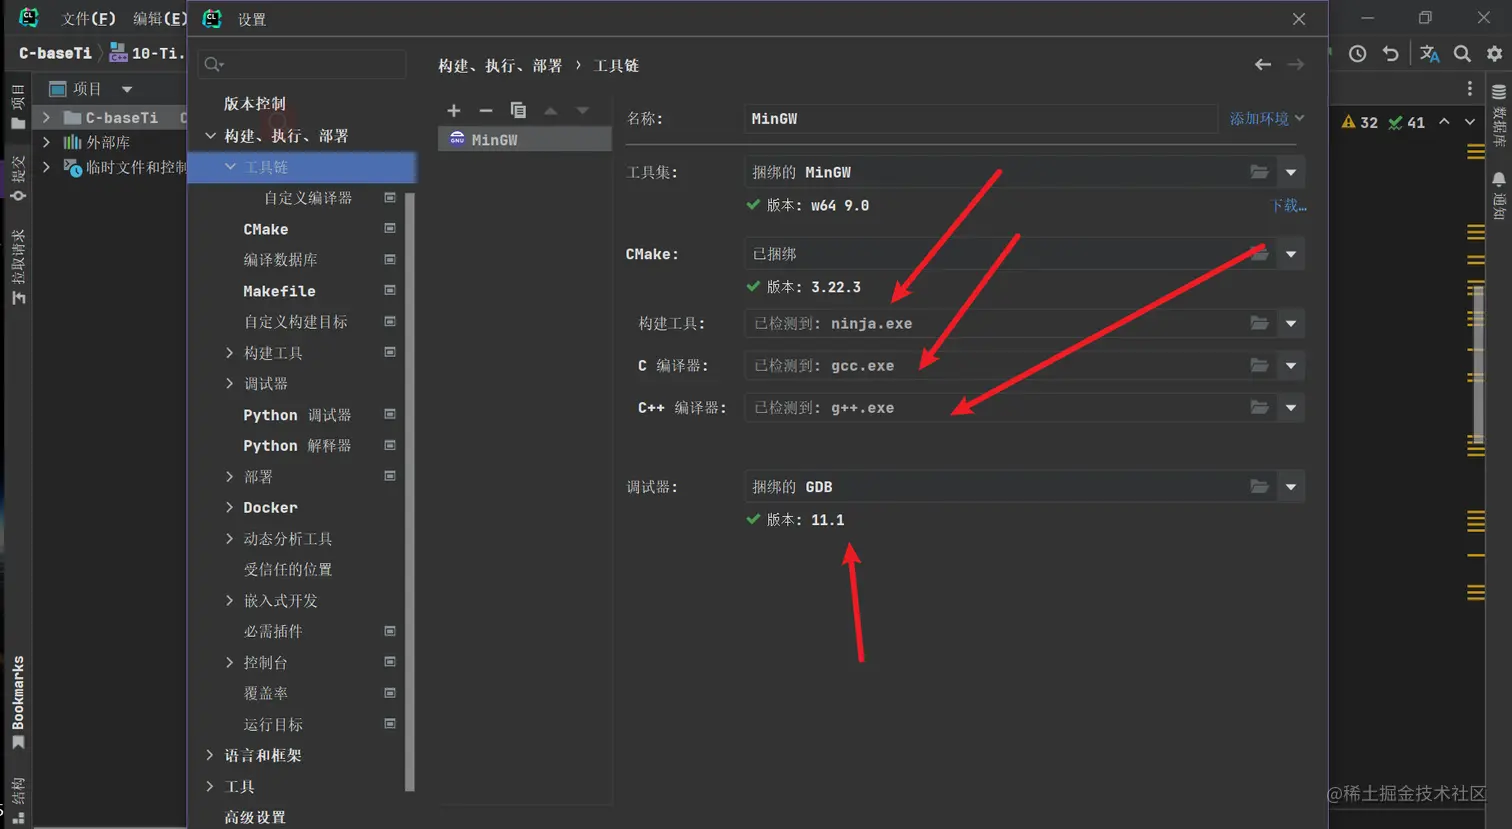 文件(F) 编辑(E)
设置
C-baseTi 10-Ti.
构建、执行、部署 › 工具链
项目
版本控制
C-baseTi
外部库
临时文件和控制
项目
提交
拉取请求
Bookmarks
结构
构建、执行、部署
工具链
自定义编译器
CMake
编译数据库
Makefile
自定义构建目标
构建工具
调试器
Python 调试器
Python 解释器
部署
Docker
动态分析工具
受信任的位置
嵌入式开发
必需插件
控制台
覆盖率
运行目标
语言和框架
工具
高级设置
MinGW
名称: MinGW 添加环境
工具集: 捆绑的 MinGW
版本: w64 9.0 下载…
CMake: 已捆绑
版本: 3.22.3
构建工具: 已检测到: ninja.exe
C 编译器: 已检测到: gcc.exe
C++ 编译器: 已检测到: g++.exe
调试器: 捆绑的 GDB
版本: 11.1
32 41
数据库
通知
@稀土掘金技术社区